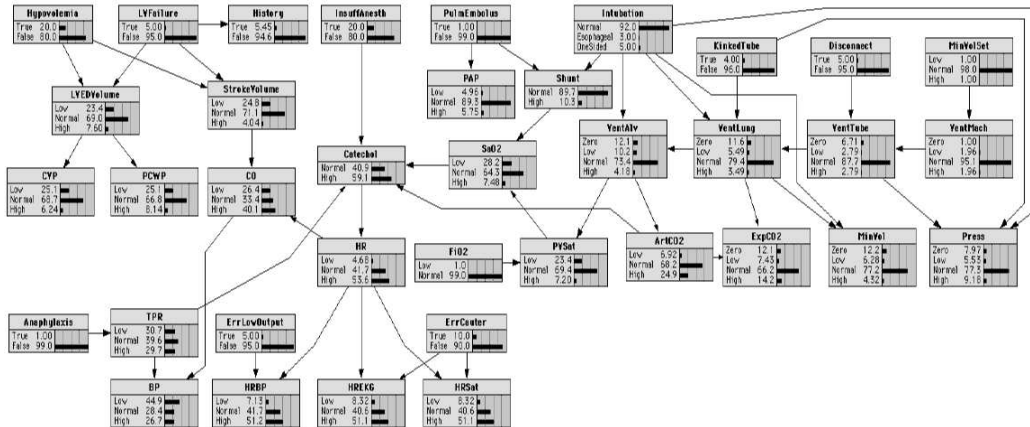 Hypovolemia
True 20.0
False 80.0
LVFailure
True 5.00
False 95.0
History
True 5.45
False 94.6
InsuffAnesth
True 20.0
False 80.0
PulmEmbolus
True 1.00
False 99.0
Intubation
Normal 92.0
Esophageal 3.00
OneSided 5.00
KinkedTube
True 4.00
False 96.0
Disconnect
True 5.00
False 95.0
MinVolSet
Low 1.00
Normal 98.0
High 1.00
LVEDVolume
Low 23.4
Normal 69.0
High 7.60
StrokeVolume
Low 24.8
Normal 71.1
High 4.04
PAP
Low 4.96
Normal 89.3
High 5.75
Shunt
Normal 89.7
High 10.3
VentAlv
Zero 12.1
Low 10.2
Normal 73.4
High 4.18
VentLung
Zero 11.6
Low 5.49
Normal 79.4
High 3.49
VentTube
Zero 6.71
Low 2.79
Normal 87.7
High 2.79
VentMach
Zero 1.00
Low 1.96
Normal 95.1
High 1.96
CVP
Low 25.1
Normal 68.7
High 6.24
PCWP
Low 25.1
Normal 66.8
High 8.14
CO
Low 26.4
Normal 33.4
High 40.1
Catechol
Normal 40.9
High 59.1
SaO2
Low 28.2
Normal 64.3
High 7.48
HR
Low 4.68
Normal 41.7
High 53.6
FiO2
Low 1.0
Normal 99.0
PVSat
Low 23.4
Normal 69.4
High 7.20
ArtCO2
Low 6.92
Normal 68.2
High 24.9
ExpCO2
Zero 12.1
Low 7.43
Normal 66.2
High 14.2
MinVol
Zero 12.2
Low 6.28
Normal 77.2
High 4.32
Press
Zero 7.97
Low 5.53
Normal 77.3
High 9.18
Anaphylaxis
True 1.00
False 99.0
TPR
Low 30.7
Normal 39.6
High 29.7
ErrLowOutput
True 5.00
False 95.0
ErrCauter
True 10.0
False 90.0
BP
Low 44.9
Normal 28.4
High 26.7
HRBP
Low 7.13
Normal 41.7
High 51.2
HREKG
Low 8.32
Normal 40.6
High 51.1
HRSat
Low 8.32
Normal 40.6
High 51.1